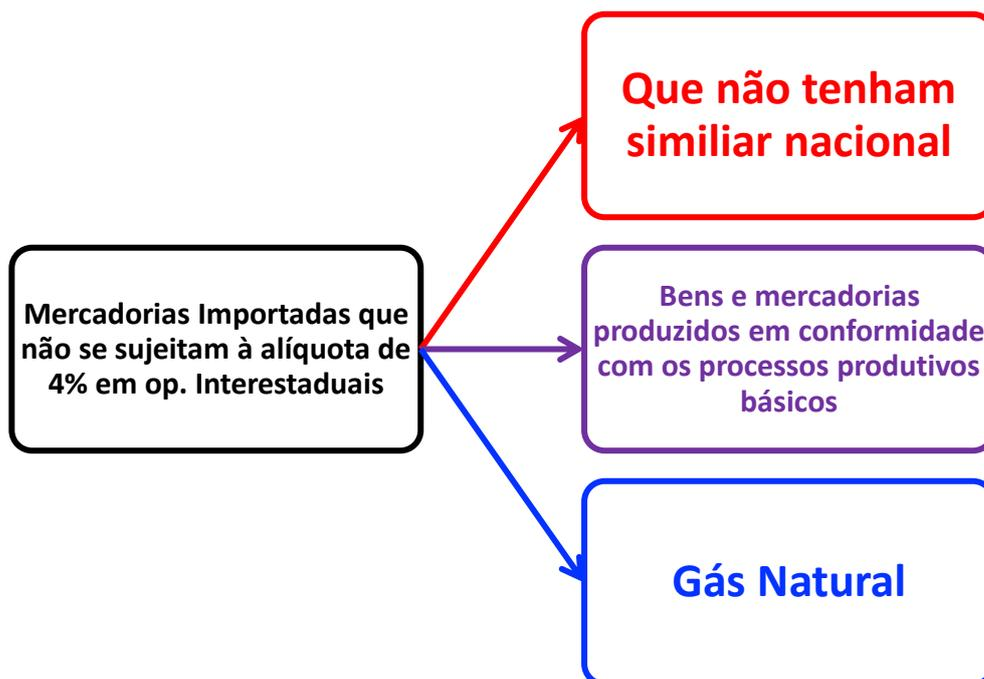 Que não tenham
similiar nacional
Mercadorias Importadas que
não se sujeitam à alíquota de
4% em op. Interestaduais
Bens e mercadorias
produzidos em conformidade
com os processos produtivos
básicos
Gás Natural